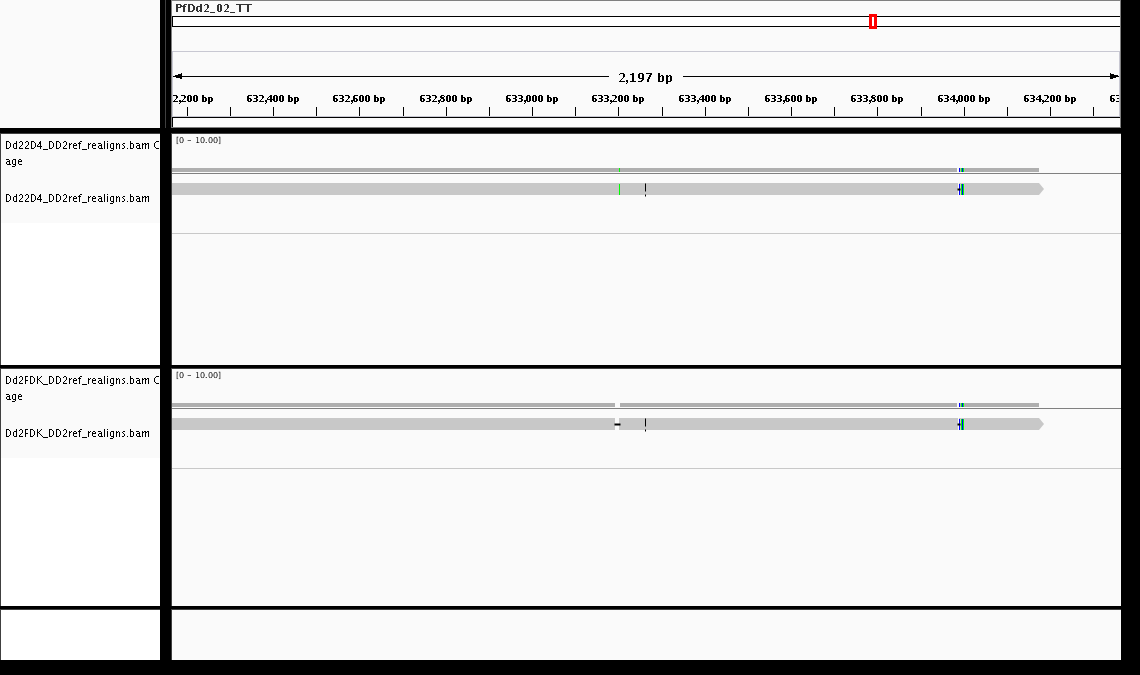 PfDd2_02_TT
2,197 bp
2,200 bp 632,400 bp 632,600 bp 632,800 bp 633,000 bp 633,200 bp 633,400 bp 633,600 bp 633,800 bp 634,000 bp 634,200 bp 63
Dd22D4_DD2ref_realigns.bam C
age
[0 - 10.00]
Dd22D4_DD2ref_realigns.bam
Dd2FDK_DD2ref_realigns.bam C
age
[0 - 10.00]
Dd2FDK_DD2ref_realigns.bam